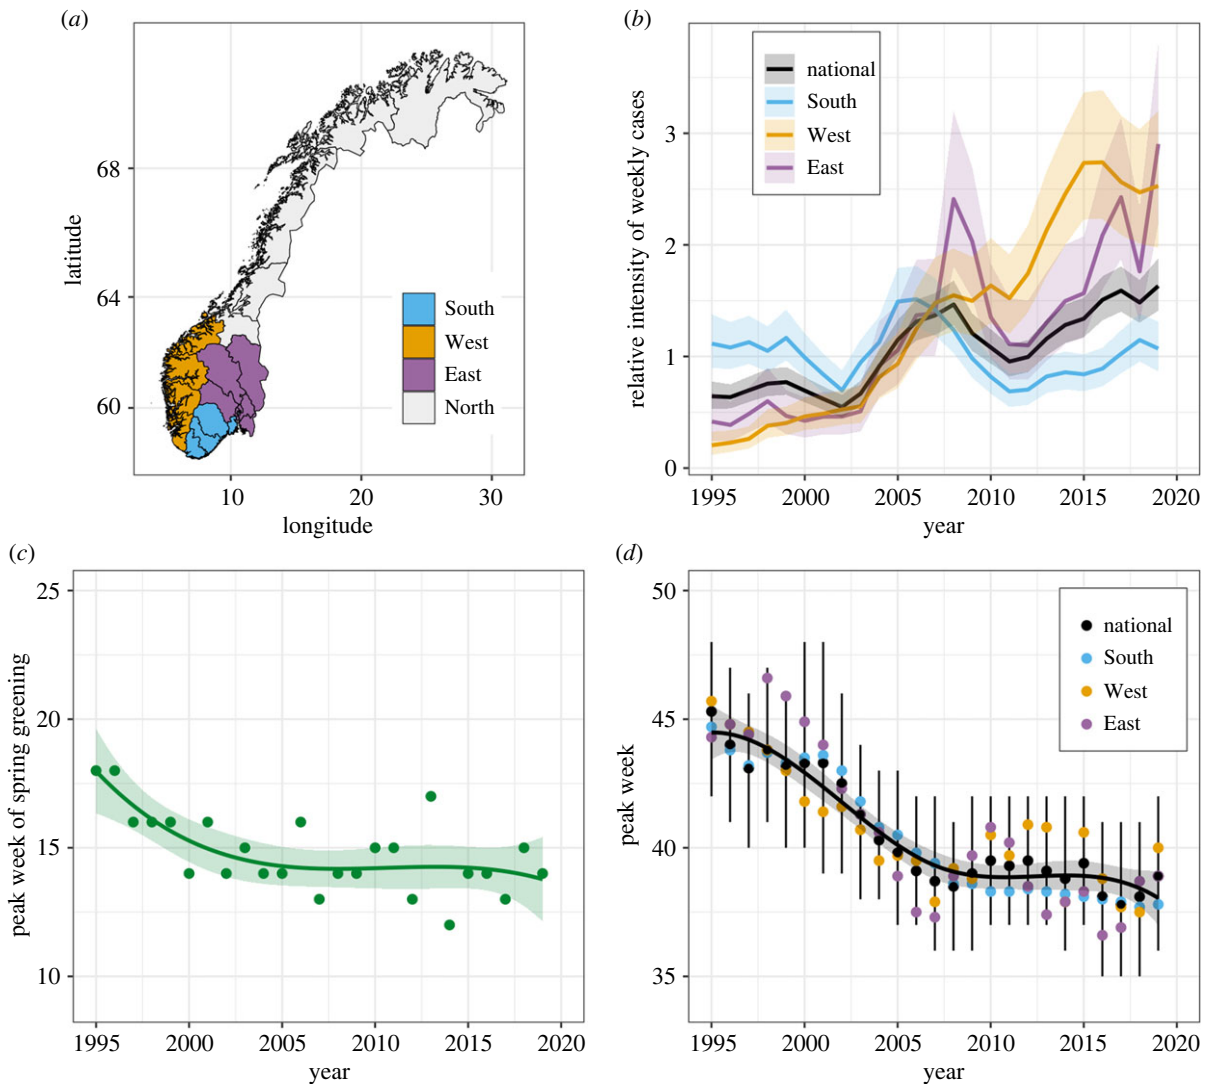 (a)
latitude
68
64
60
10 20 30
longitude
South
West
East
North
(b)
relative intensity of weekly cases
3
2
1
0
national
South
West
East
1995 2000 2005 2010 2015 2020
year
(c)
peak week of spring greening
25
20
15
10
1995 2000 2005 2010 2015 2020
year
(d)
peak week
50
45
40
35
national
South
West
East
1995 2000 2005 2010 2015 2020
year